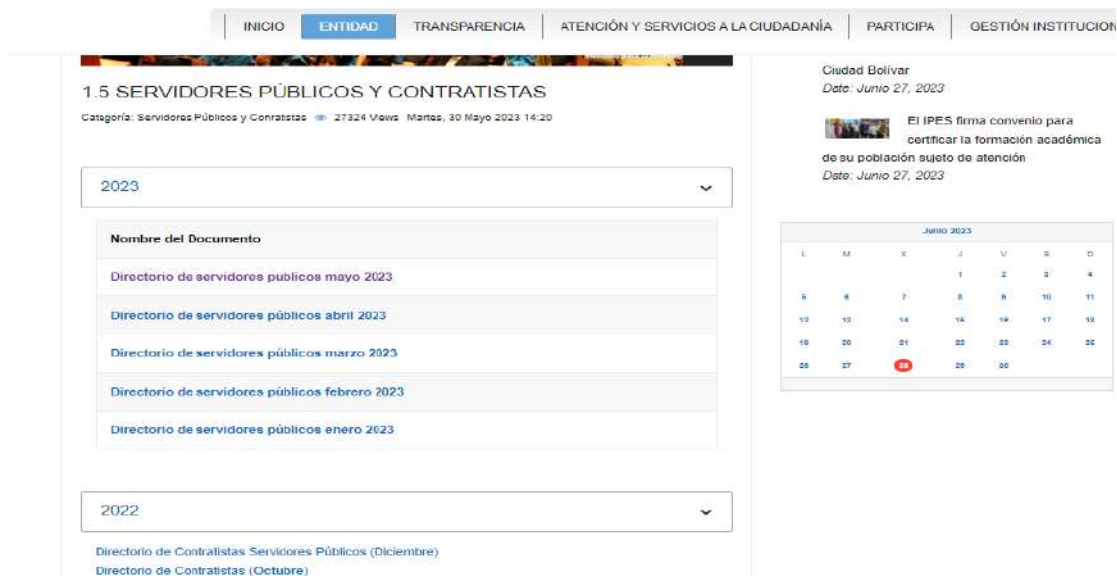 INICIO
ENTIDAD
TRANSPARENCIA
ATENCIÓN Y SERVICIOS A LA CIUDADANÍA
PARTICIPA
GESTIÓN INSTITUCION
1.5 SERVIDORES PÚBLICOS Y CONTRATISTAS
Categoría: Servidores Públicos y Conratistas 27324 Views Martes, 30 Mayo 2023 14:20
2023
Nombre del Documento
Directorio de servidores publicos mayo 2023
Directorio de servidores públicos abril 2023
Directorio de servidores públicos marzo 2023
Directorio de servidores públicos febrero 2023
Directorio de servidores públicos enero 2023
2022
Directorio de Contratistas Servidores Públicos (Diciembre)
Directorio de Contratistas (Octubre)
Ciudad Bolívar
Date: Junio 27, 2023
El IPES firma convenio para
certificar la formación académica
de su población sujeto de atención
Date: Junio 27, 2023
Junio 2023
L M X J V S D
1 2 3 4
5 6 7 8 9 10 11
12 13 14 15 16 17 18
19 20 21 22 23 24 25
26 27 28 29 30